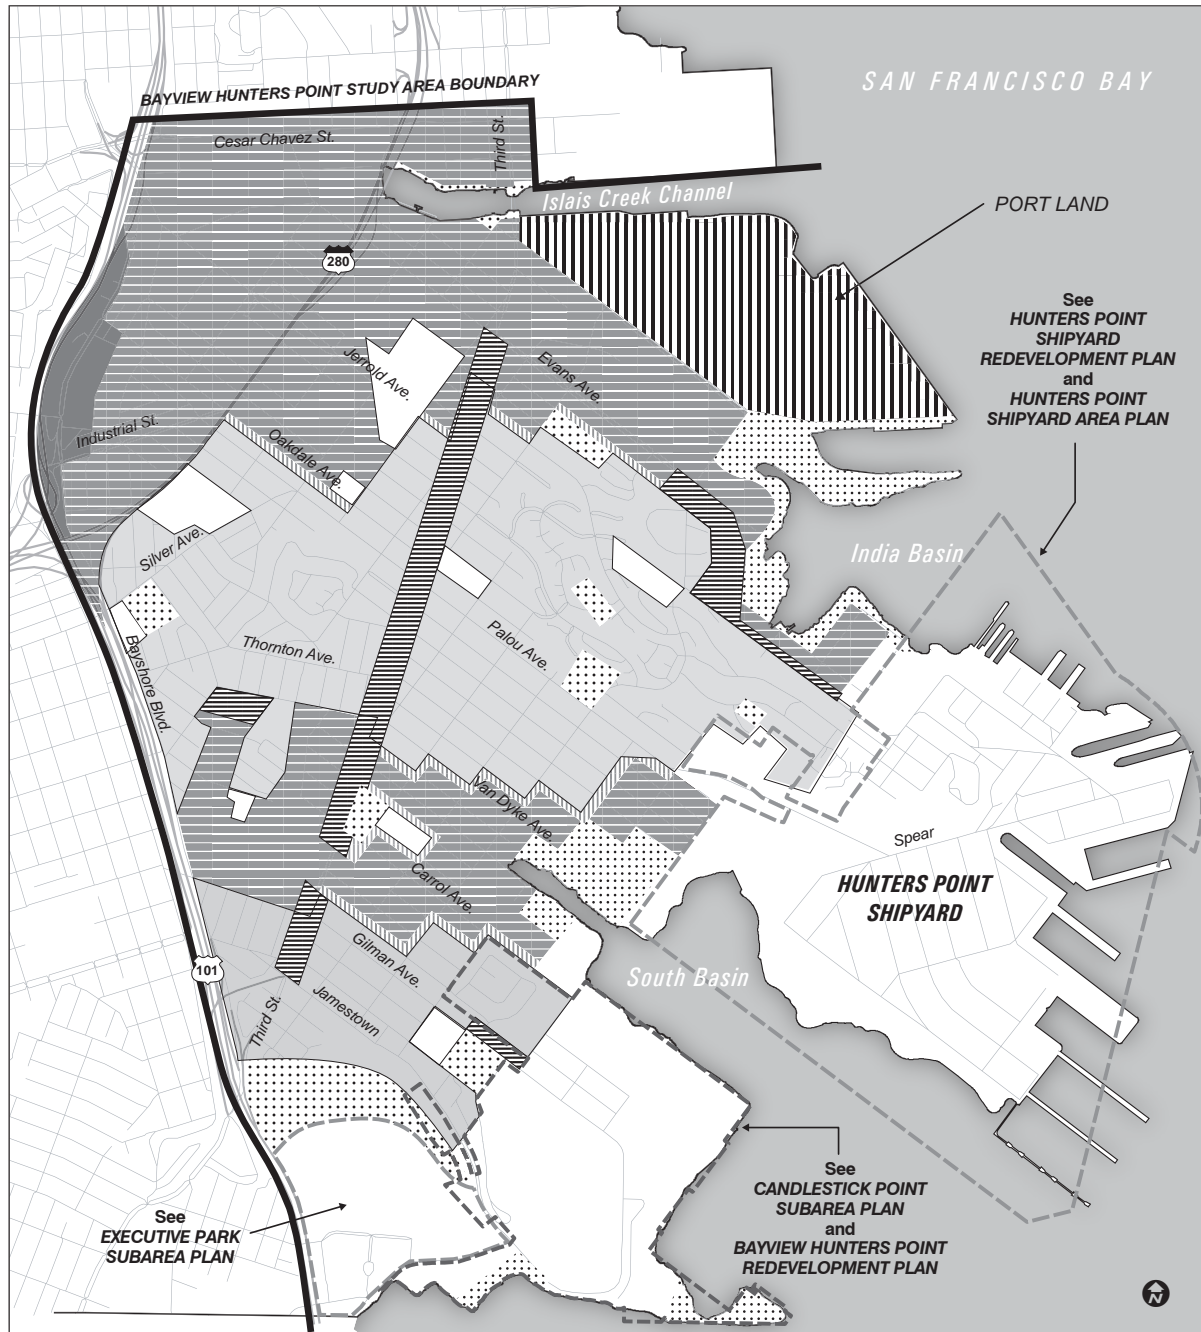 SAN FRANCISCO BAY
BAYVIEW HUNTERS POINT STUDY AREA BOUNDARY
Cesar Chavez St.
Third St.
Islais Creek Channel
PORT LAND
280
See
HUNTERS POINT
SHIPYARD
REDEVELOPMENT PLAN
and
HUNTERS POINT
SHIPYARD AREA PLAN
Jerrold Ave.
Evans Ave.
Industrial St.
Oakdale Ave.
Silver Ave.
India Basin
Bayshore Blvd.
Thornton Ave.
Palou Ave.
Van Dyke Ave.
Spear
Carrol Ave.
HUNTERS POINT
SHIPYARD
Gilman Ave.
101
South Basin
Jamestown
Third St.
See
CANDLESTICK POINT
SUBAREA PLAN
and
BAYVIEW HUNTERS POINT
REDEVELOPMENT PLAN
See
EXECUTIVE PARK
SUBAREA PLAN
N